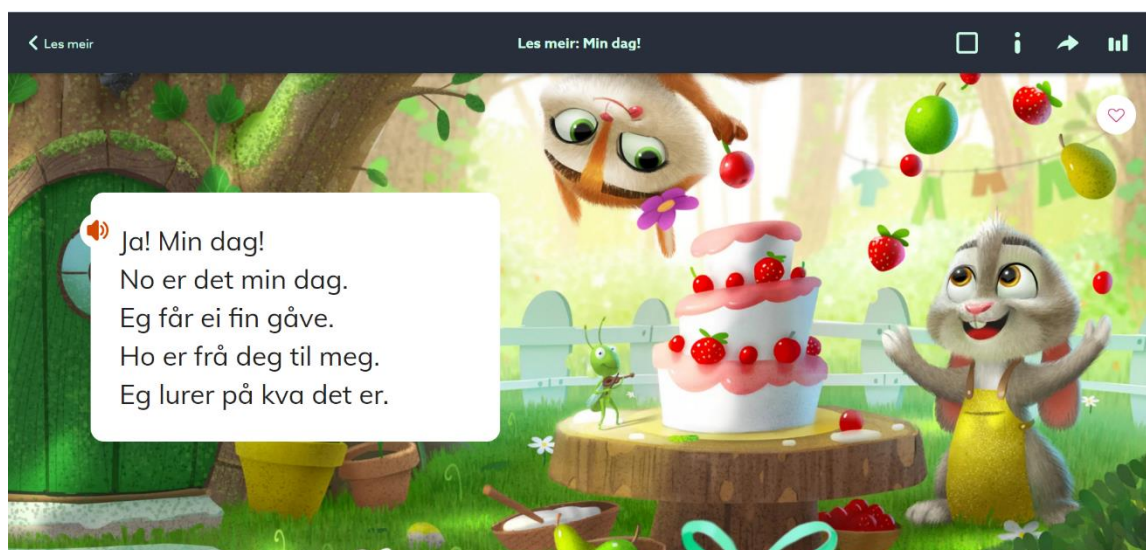 Les meir
Les meir: Min dag!
Ja! Min dag!
No er det min dag.
Eg får ei fin gåve.
Ho er frå deg til meg.
Eg lurer på kva det er.